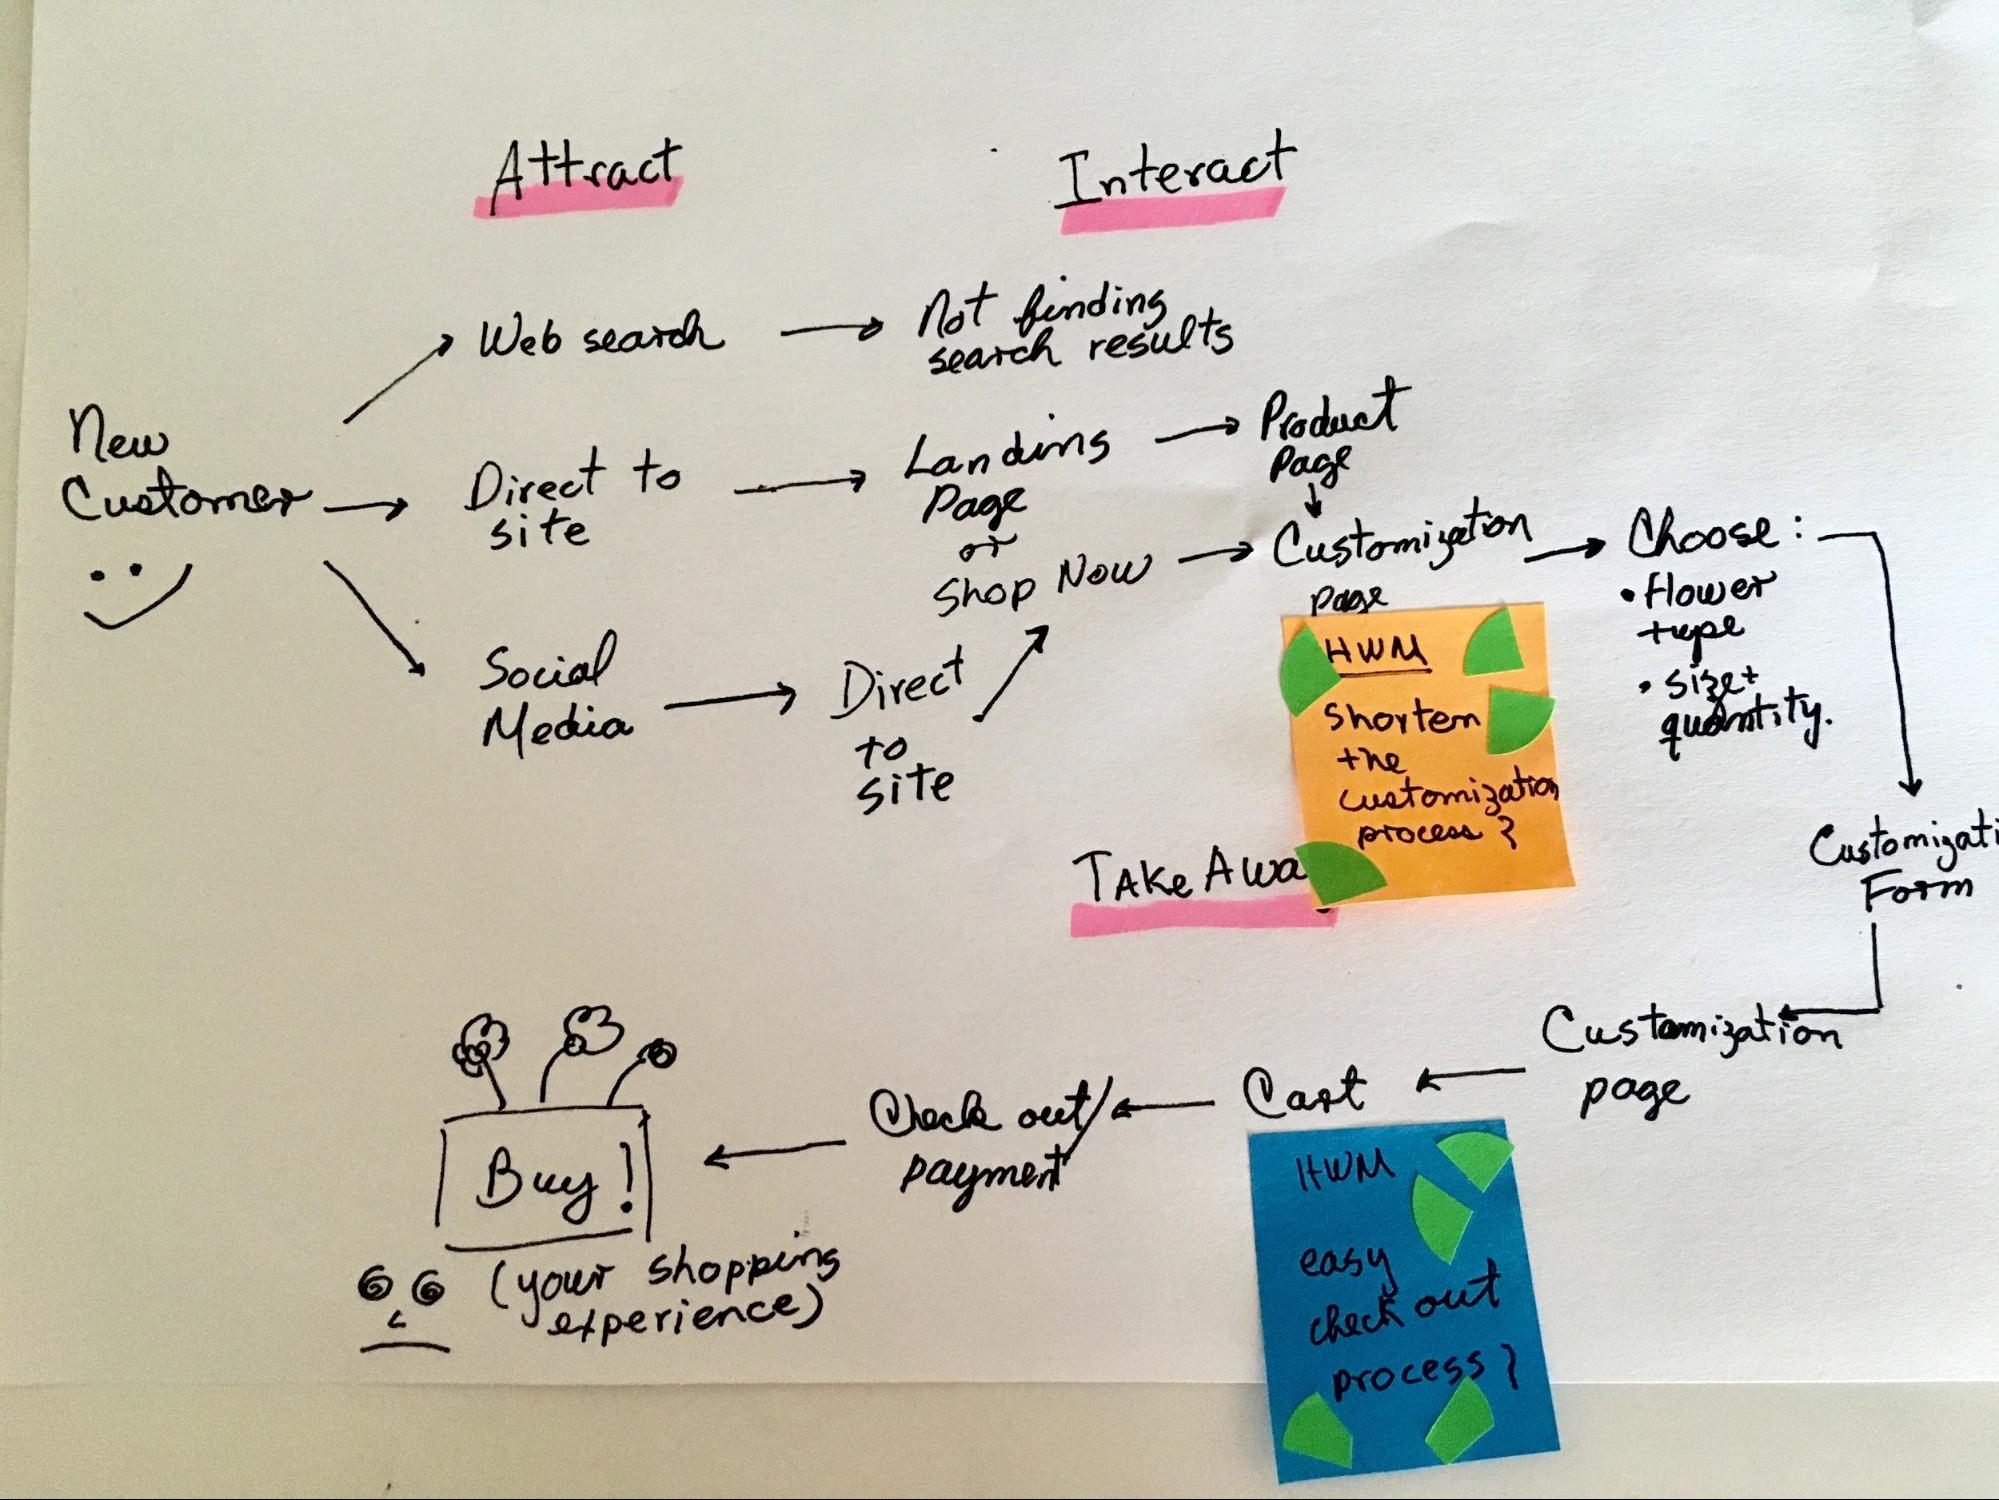 Attract
Interact
New
Customer
Web search
Not finding
search results
Direct to
site
Landing
Page
or
Shop Now
Product
Page
Customization
page
Choose:
• flower
type
• size +
quantity.
Social
Media
Direct
to
site
HWM
Shorten
the
customization
process?
Take Awa
Customizati
Form
Customization
page
Cart
Check out/
payment
Buy!
(your shopping
experience)
HWM
easy
check out
process?